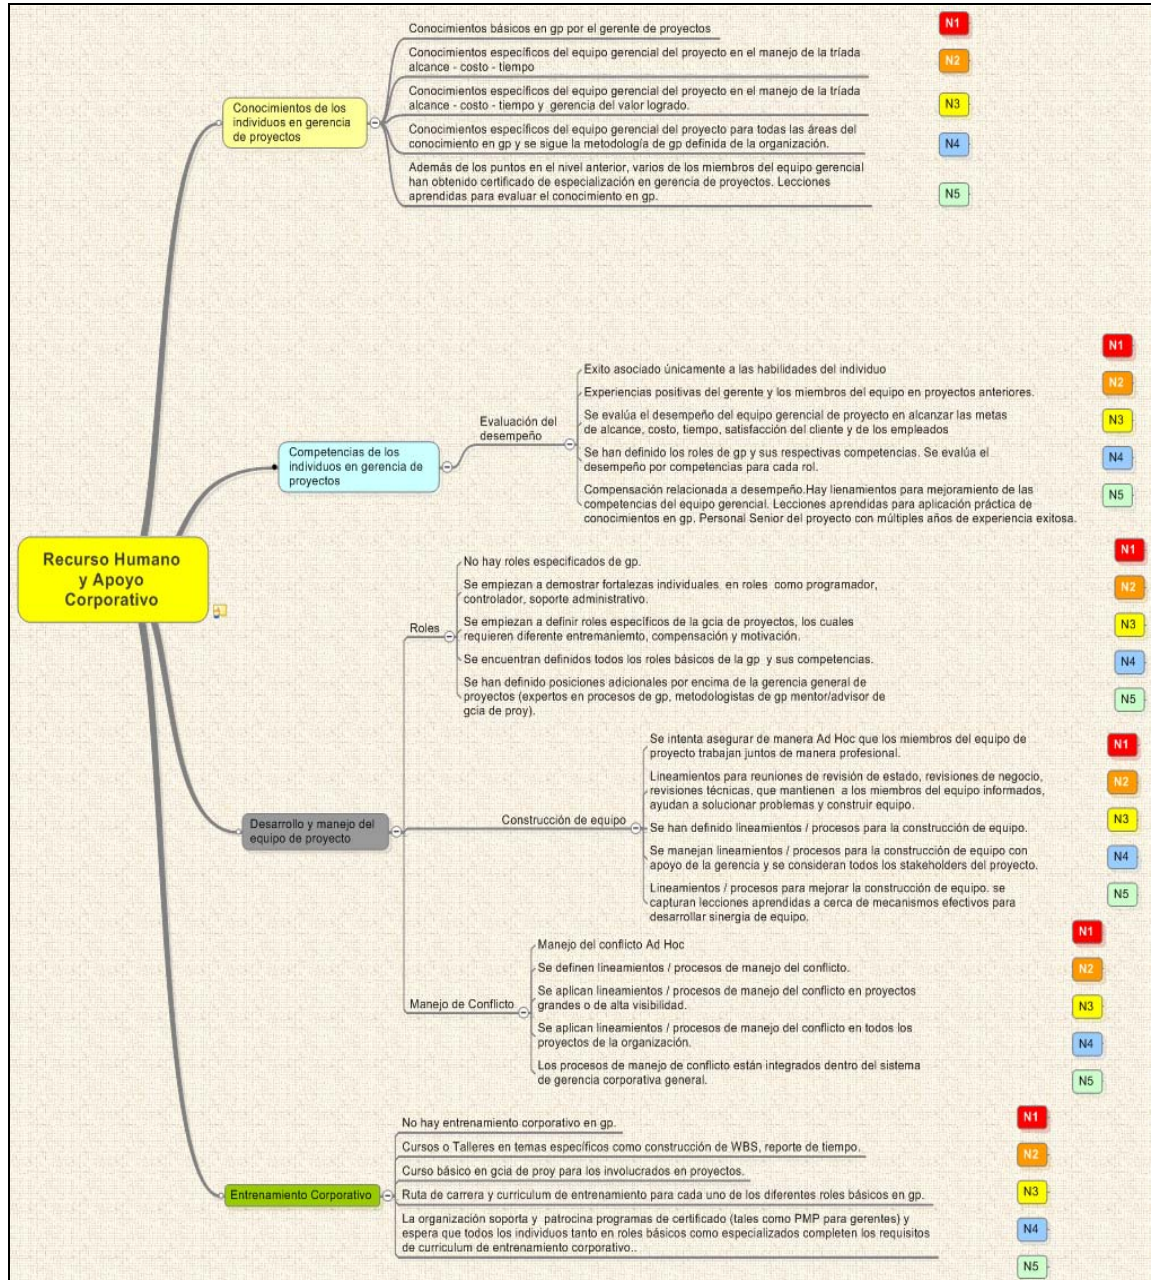 Conocimientos básicos en gp por el gerente de proyectos
N1
Conocimientos específicos del equipo gerencial del proyecto en el manejo de la tríada
alcance - costo - tiempo
N2
Conocimientos específicos del equipo gerencial del proyecto en el manejo de la tríada
alcance - costo - tiempo y gerencia del valor logrado.
N3
Conocimientos específicos del equipo gerencial del proyecto para todas las áreas del
conocimiento en gp y se sigue la metodología de gp definida de la organización.
N4
Además de los puntos en el nivel anterior, varios de los miembros del equipo gerencial
han obtenido certificado de especialización en gerencia de proyectos. Lecciones
aprendidas para evaluar el conocimiento en gp.
N5
Conocimientos de los
individuos en gerencia
de proyectos
Exito asociado únicamente a las habilidades del individuo
N1
Experiencias positivas del gerente y los miembros del equipo en proyectos anteriores.
N2
Se evalúa el desempeño del equipo gerencial de proyecto en alcanzar las metas
de alcance, costo, tiempo, satisfacción del cliente y de los empleados
N3
Se han definido los roles de gp y sus respectivas competencias. Se evalúa el
desempeño por competencias para cada rol.
N4
Compensación relacionada a desempeño.Hay lienamientos para mejoramiento de las
competencias del equipo gerencial. Lecciones aprendidas para aplicación práctica de
conocimientos en gp. Personal Senior del proyecto con múltiples años de experiencia exitosa.
N5
Evaluación del
desempeño
Competencias de los
individuos en gerencia de
proyectos
Recurso Humano
y Apoyo
Corporativo
No hay roles especificados de gp.
N1
Se empiezan a demostrar fortalezas individuales en roles como programador,
controlador, soporte administrativo.
N2
Se empiezan a definir roles específicos de la gcia de proyectos, los cuales
requieren diferente entremaniemto, compensación y motivación.
N3
Se encuentran definidos todos los roles básicos de la gp y sus competencias.
N4
Se han definido posiciones adicionales por encima de la gerencia general de
proyectos (expertos en procesos de gp, metodologistas de gp mentor/advisor de
gcia de proy).
N5
Roles
Se intenta asegurar de manera Ad Hoc que los miembros del equipo de
proyecto trabajan juntos de manera profesional.
N1
Lineamientos para reuniones de revisión de estado, revisiones de negocio,
revisiones técnicas, que mantienen a los miembros del equipo informados,
ayudan a solucionar problemas y construir equipo.
N2
Se han definido lineamientos / procesos para la construcción de equipo.
N3
Se manejan lineamientos / procesos para la construcción de equipo con
apoyo de la gerencia y se consideran todos los stakeholders del proyecto.
N4
Lineamientos / procesos para mejorar la construcción de equipo. se
capturan lecciones aprendidas a cerca de mecanismos efectivos para
desarrollar sinergia de equipo.
N5
Construcción de equipo
Desarrollo y manejo del
equipo de proyecto
Manejo del conflicto Ad Hoc
N1
Se definen lineamientos / procesos de manejo del conflicto.
N2
Se aplican lineamientos / procesos de manejo del conflicto en proyectos
grandes o de alta visibilidad.
N3
Se aplican lineamientos / procesos de manejo del conflicto en todos los
proyectos de la organización.
N4
Los procesos de manejo de conflicto están integrados dentro del sistema
de gerencia corporativa general.
N5
Manejo de Conflicto
No hay entrenamiento corporativo en gp.
N1
Cursos o Talleres en temas específicos como construcción de WBS, reporte de tiempo.
N2
Curso básico en gcia de proy para los involucrados en proyectos.
N3
Ruta de carrera y curriculum de entrenamiento para cada uno de los diferentes roles básicos en gp.
N4
La organización soporta y patrocina programas de certificado (tales como PMP para gerentes) y
espera que todos los individuos tanto en roles básicos como especializados completen los requisitos
de curriculum de entrenamiento corporativo..
N5
Entrenamiento Corporativo